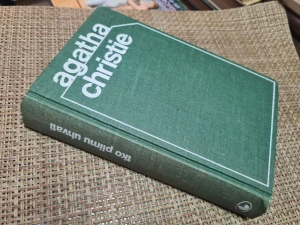 agatha
christie
tko plimu uhvati